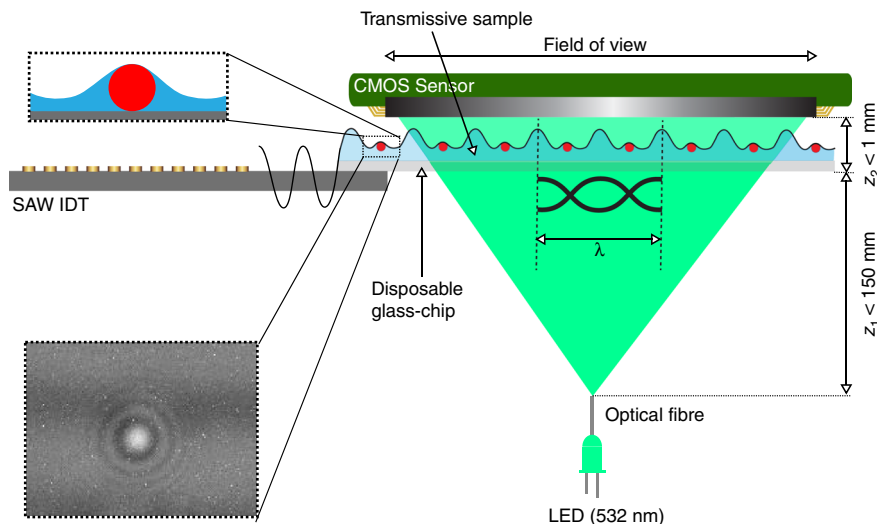 Transmissive sample
Field of view
CMOS Sensor
z₂ < 1 mm
SAW IDT
λ
Disposable
glass-chip
z₁ < 150 mm
Optical fibre
LED (532 nm)